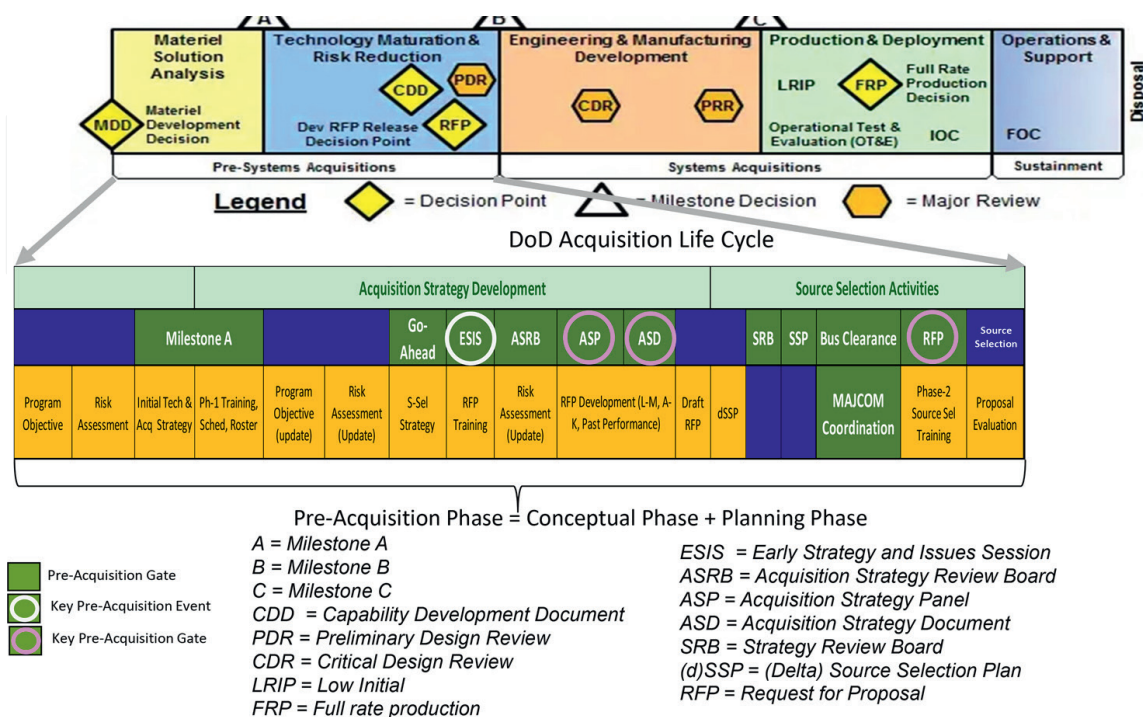 A
B
C
Materiel
Solution
Analysis
Technology Maturation &
Risk Reduction
Engineering & Manufacturing
Development
Production & Deployment
Operations &
Support
MDD
Materiel
Development
Decision
CDD
PDR
Dev RFP Release
Decision Point
RFP
CDR
PRR
LRIP
FRP
Full Rate
Production
Decision
Operational Test &
Evaluation (OT&E)
IOC
FOC
Disposal
Pre-Systems Acquisitions
Systems Acquisitions
Sustainment
Legend
= Decision Point
= Milestone Decision
= Major Review
DoD Acquisition Life Cycle
Acquisition Strategy Development
Source Selection Activities
Milestone A
Go-
Ahead
ESIS
ASRB
ASP
ASD
SRB
SSP
Bus Clearance
RFP
Source
Selection
Program
Objective
Risk
Assessment
Initial Tech &
Acq Strategy
Ph-1 Training,
Sched, Roster
Program
Objective
(update)
Risk
Assessment
(Update)
S-Sel
Strategy
RFP
Training
Risk
Assessment
(Update)
RFP Development (L-M, A-
K, Past Performance)
Draft
RFP
dSSP
MAJCOM
Coordination
Phase-2
Source Sel
Training
Proposal
Evaluation
Pre-Acquisition Phase = Conceptual Phase + Planning Phase
Pre-Acquisition Gate
Key Pre-Acquisition Event
Key Pre-Acquisition Gate
A = Milestone A
B = Milestone B
C = Milestone C
CDD = Capability Development Document
PDR = Preliminary Design Review
CDR = Critical Design Review
LRIP = Low Initial
FRP = Full rate production
ESIS = Early Strategy and Issues Session
ASRB = Acquisition Strategy Review Board
ASP = Acquisition Strategy Panel
ASD = Acquisition Strategy Document
SRB = Strategy Review Board
(d)SSP = (Delta) Source Selection Plan
RFP = Request for Proposal